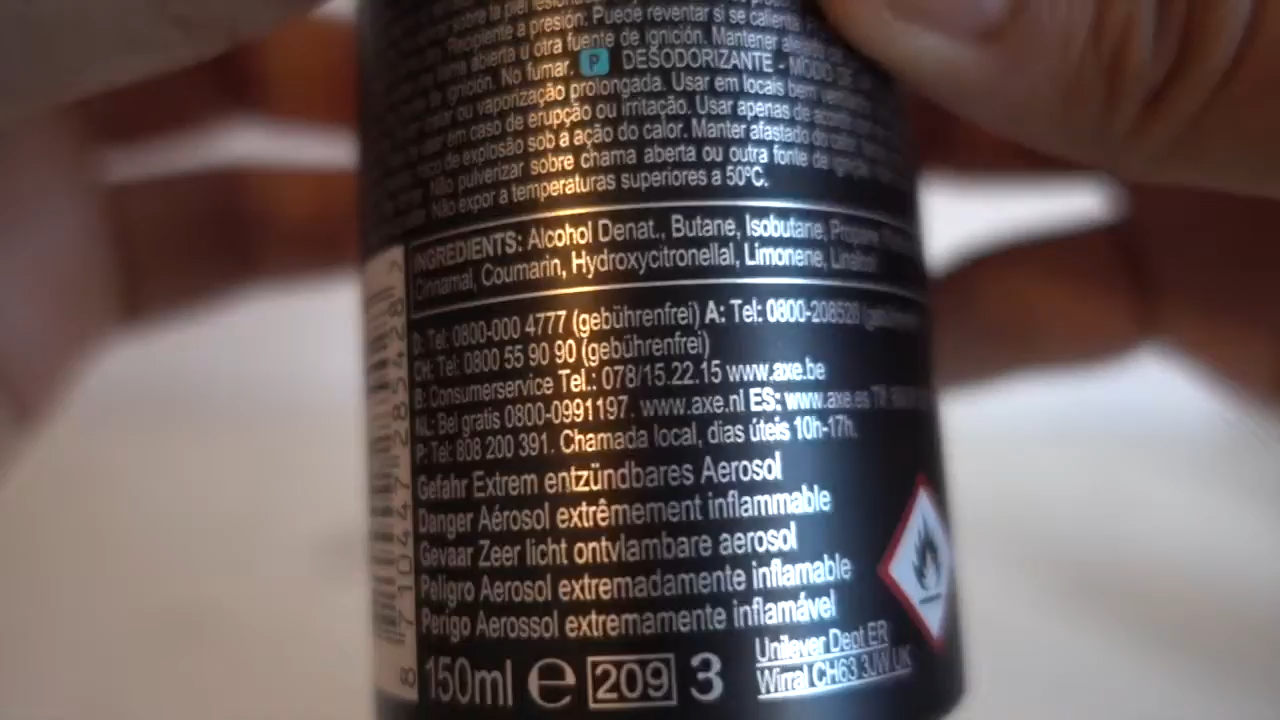 sobre la piel
Recipiente a presión: Puede reventar si se calienta
abierta u otra fuente de ignición. Mantener
ignición. No fumar. P DESODORIZANTE - MODO DE
ou vaporização prolongada. Usar em locais bem
em caso de erupção ou irritação. Usar apenas de
de explosão sob a ação do calor. Manter afastado do
Não pulverizar sobre chama aberta ou outra fonte de ignição
Não expor a temperaturas superiores a 50ºC.
INGREDIENTS: Alcohol Denat., Butane, Isobutane, Propane
Cinnamal, Coumarin, Hydroxycitronellal, Limonene, Linalool
D: Tel: 0800-000 4777 (gebührenfrei) A: Tel: 0800-208528
CH: Tel: 0800 55 90 90 (gebührenfrei)
B: Consumerservice Tel.: 078/15.22.15 www.axe.be
NL: Bel gratis 0800-0991197. www.axe.nl ES: www.axe.es
P: Tel: 808 200 391. Chamada local, dias úteis 10h-17h.
Gefahr Extrem entzündbares Aerosol
Danger Aérosol extrêmement inflammable
Gevaar Zeer licht ontvlambare aerosol
Peligro Aerosol extremadamente inflamable
Perigo Aerossol extremamente inflamável
150ml e 209 3
Unilever Dept ER
Wirral CH63 3JW UK
8 710447 285428